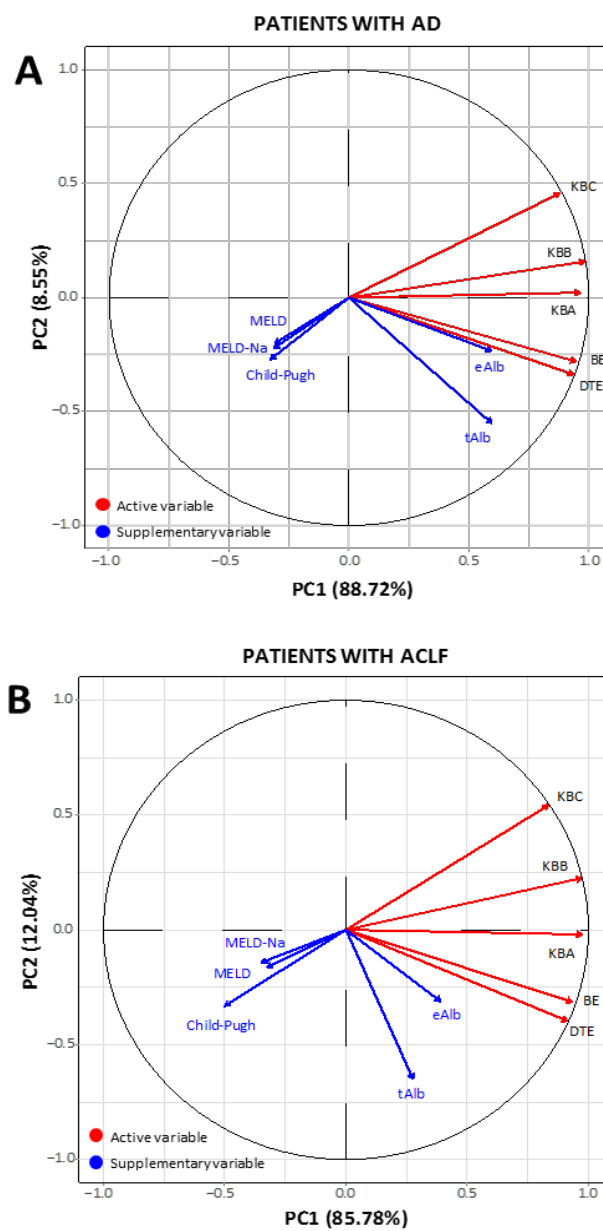 PATIENTS WITH AD
A
1.0
KBC
0.5
KBB
PC2 (8.55%)
0.0
KBA
MELD
MELD-Na
Child-Pugh
eAlb
BE
DTE
−0.5
tAlb
Active variable
Supplementary variable
−1.0
−1.0 −0.5 0.0 0.5 1.0
PC1 (88.72%)
PATIENTS WITH ACLF
B
1.0
KBC
0.5
KBB
PC2 (12.04%)
0.0
KBA
MELD-Na
MELD
Child-Pugh
eAlb
BE
DTE
−0.5
tAlb
Active variable
Supplementary variable
−1.0
−1.0 −0.5 0.0 0.5 1.0
PC1 (85.78%)